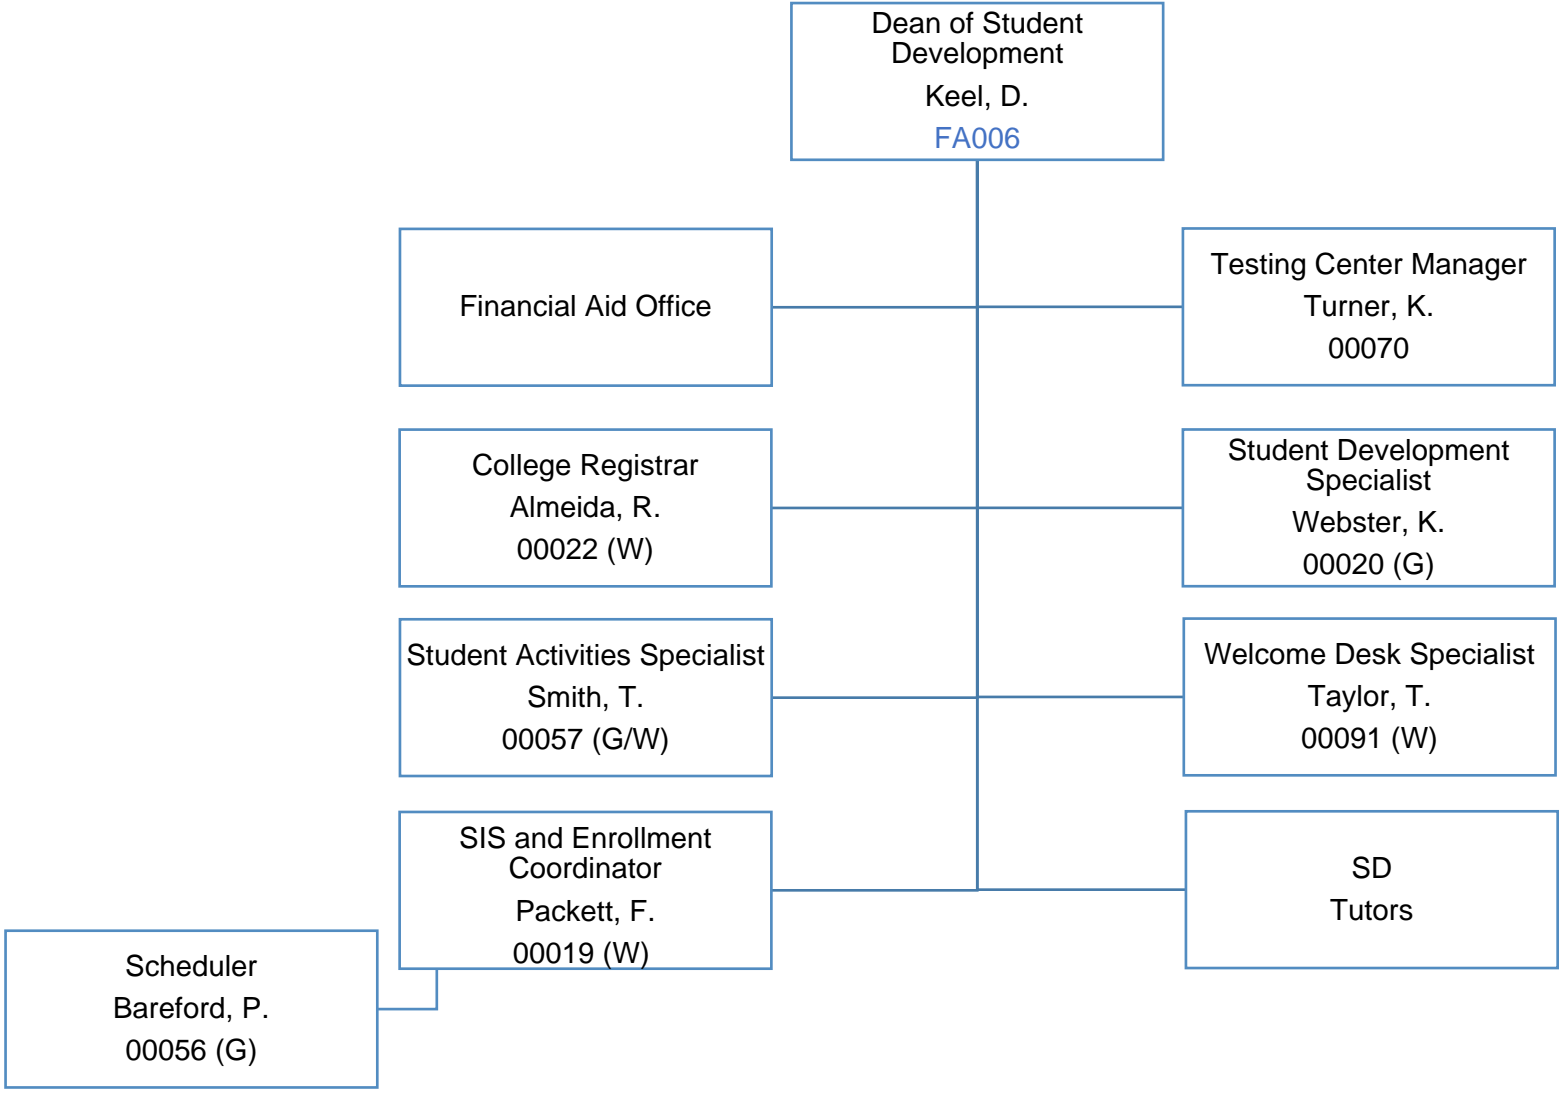 Dean of Student
Development
Keel, D.
FA006
Financial Aid Office
Testing Center Manager
Turner, K.
00070
College Registrar
Almeida, R.
00022 (W)
Student Development
Specialist
Webster, K.
00020 (G)
Student Activities Specialist
Smith, T.
00057 (G/W)
Welcome Desk Specialist
Taylor, T.
00091 (W)
SIS and Enrollment
Coordinator
Packett, F.
00019 (W)
SD
Tutors
Scheduler
Bareford, P.
00056 (G)